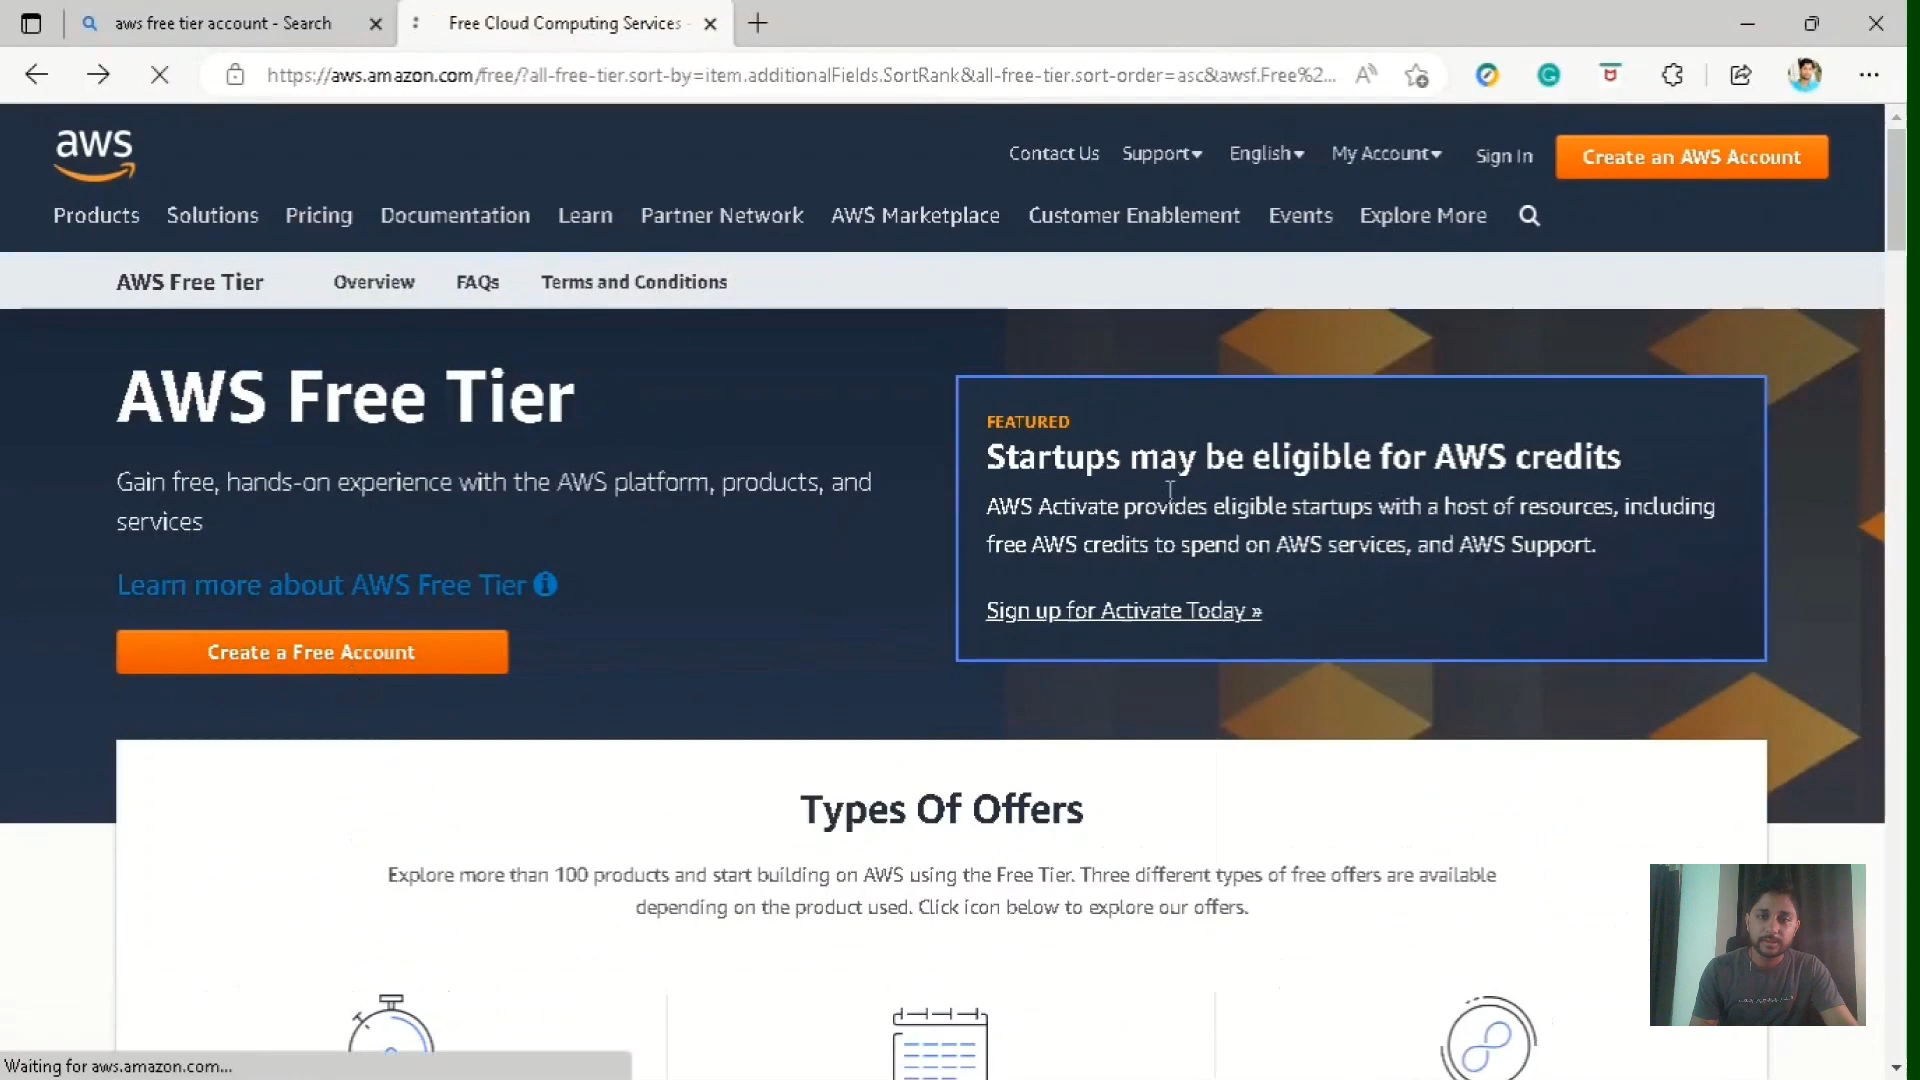 aws free tier account - Search
Free Cloud Computing Services -
https://aws.amazon.com/free/?all-free-tier.sort-by=item.additionalFields.SortRank&all-free-tier.sort-order=asc&awsf.Free%2...
aws
Contact Us Support English My Account Sign In Create an AWS Account
Products Solutions Pricing Documentation Learn Partner Network AWS Marketplace Customer Enablement Events Explore More
AWS Free Tier Overview FAQs Terms and Conditions
AWS Free Tier
Gain free, hands-on experience with the AWS platform, products, and
services
Learn more about AWS Free Tier
Create a Free Account
FEATURED
Startups may be eligible for AWS credits
AWS Activate provides eligible startups with a host of resources, including
free AWS credits to spend on AWS services, and AWS Support.
Sign up for Activate Today »
Types Of Offers
Explore more than 100 products and start building on AWS using the Free Tier. Three different types of free offers are available
depending on the product used. Click icon below to explore our offers.
Waiting for aws.amazon.com...